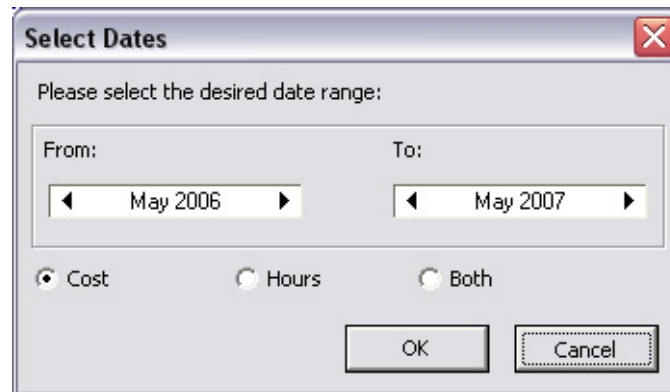 Select Dates
Please select the desired date range:
From: To:
May 2006 May 2007
Cost Hours Both
OK Cancel